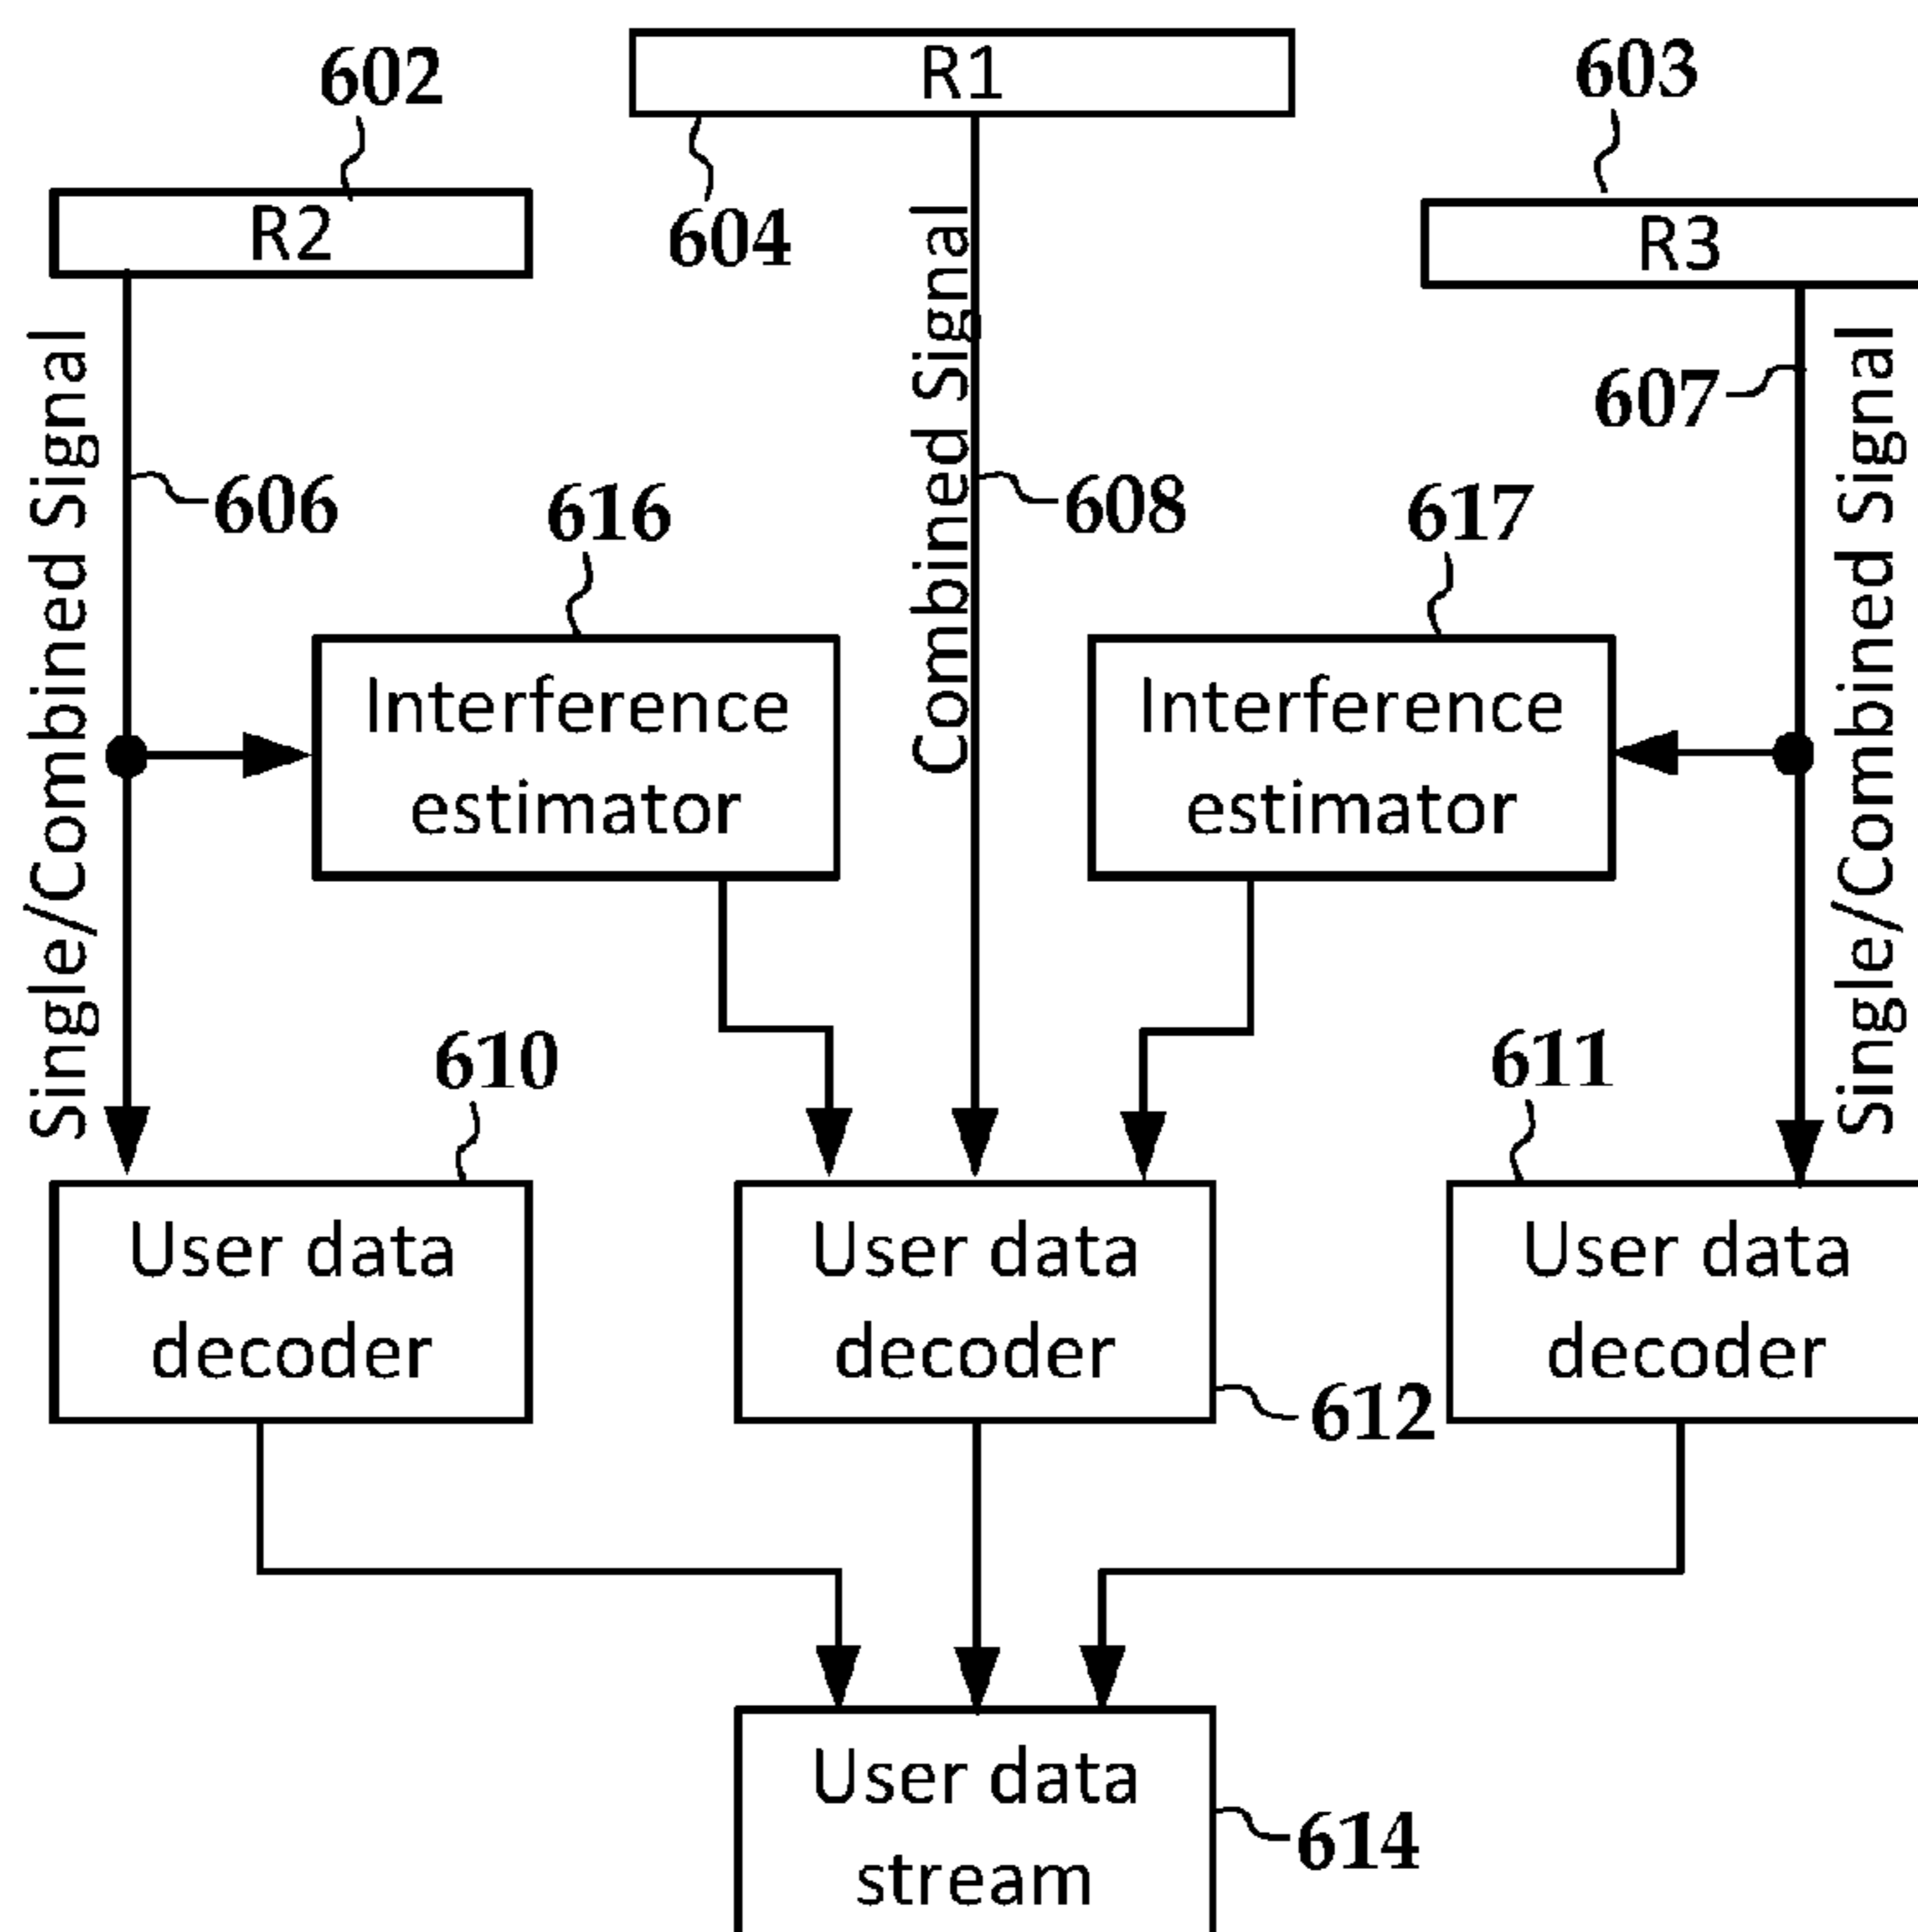 602
R1
603
R2
604
R3
Single/Combined Signal
606
Combined Signal
608
607
Single/Combined Signal
616
617
Interference
estimator
Interference
estimator
610
611
User data
decoder
User data
decoder
User data
decoder
612
User data
stream
614